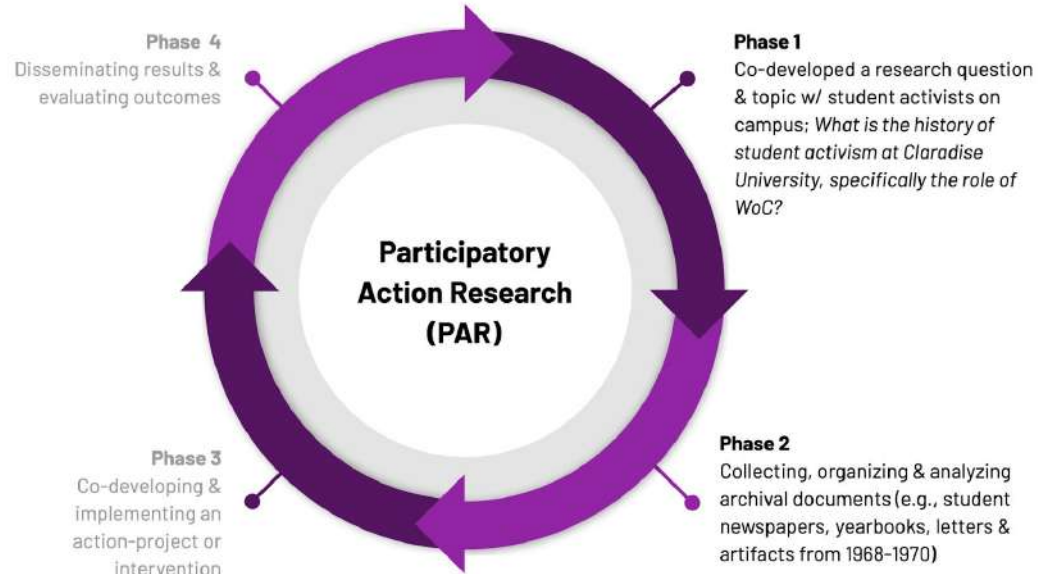 Phase 4
Disseminating results &
evaluating outcomes
Phase 1
Co-developed a research question
& topic w/ student activists on
campus; What is the history of
student activism at Claradise
University, specifically the role of
WoC?
Participatory
Action Research
(PAR)
Phase 3
Co-developing &
implementing an
action-project or
intervention
Phase 2
Collecting, organizing & analyzing
archival documents (e.g., student
newspapers, yearbooks, letters &
artifacts from 1968-1970)